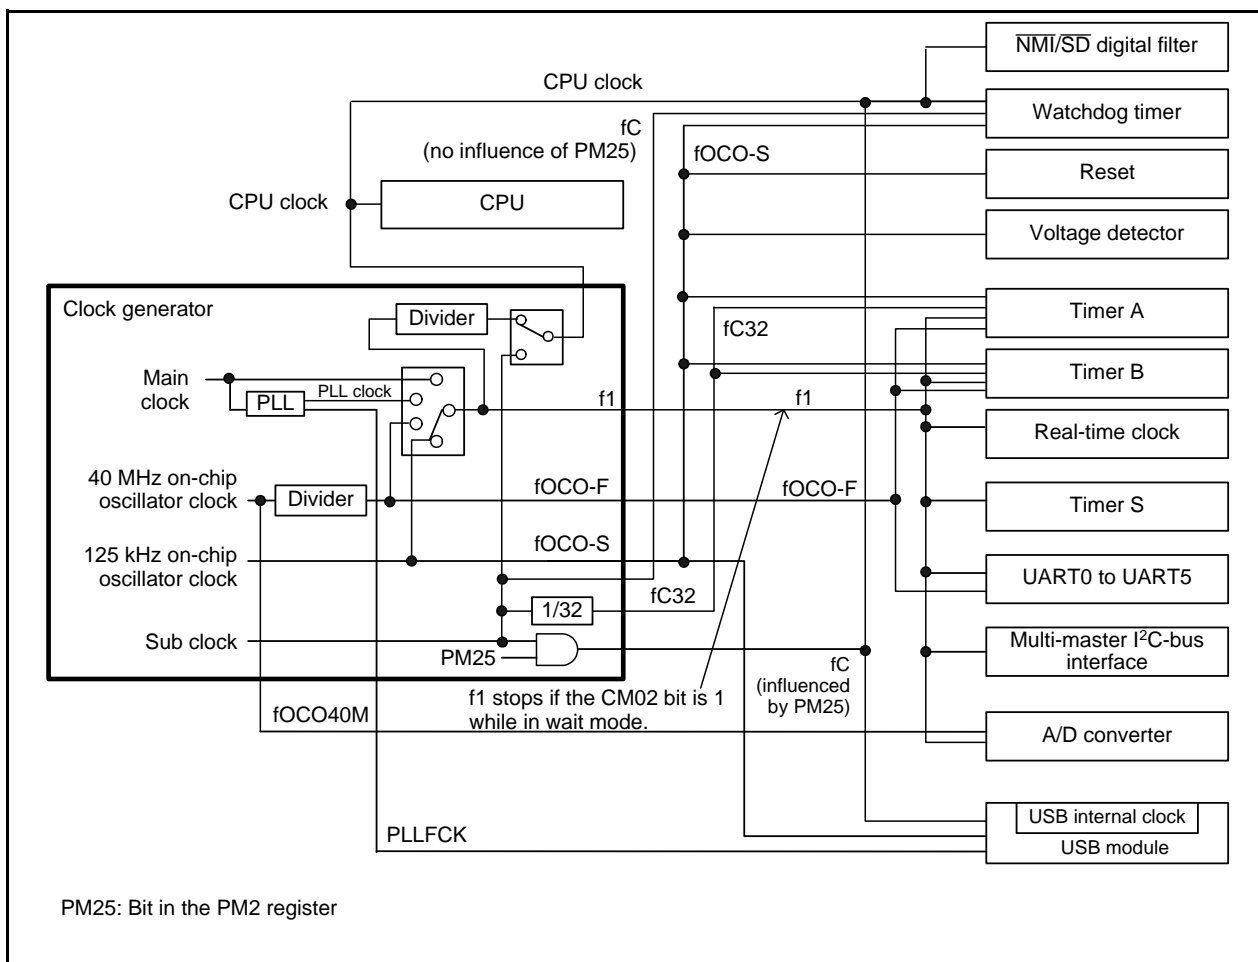 NMI/SD digital filter
CPU clock
Watchdog timer
fC
(no influence of PM25)
fOCO-S
Reset
CPU clock
CPU
Voltage detector
Clock generator
Divider
fC32
Timer A
Main
clock
PLL
PLL clock
f1
f1
Timer B
Real-time clock
40 MHz on-chip
oscillator clock
Divider
fOCO-F
fOCO-F
Timer S
125 kHz on-chip
oscillator clock
fOCO-S
UART0 to UART5
1/32
fC32
Sub clock
PM25
Multi-master I²C-bus
interface
fC
(influenced
by PM25)
f1 stops if the CM02 bit is 1
while in wait mode.
fOCO40M
A/D converter
PLLFCK
USB internal clock
USB module
PM25: Bit in the PM2 register